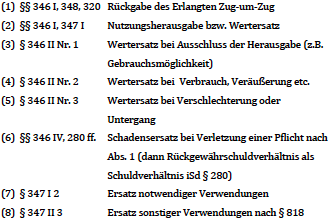 (1) §§ 346 I, 348, 320 Rückgabe des Erlangten Zug-um-Zug
(2) §§ 346 I, 347 I Nutzungsherausgabe bzw. Wertersatz
(3) § 346 II Nr. 1 Wertersatz bei Ausschluss der Herausgabe (z.B.
Gebrauchsmöglichkeit)
(4) § 346 II Nr. 2 Wertersatz bei Verbrauch, Veräußerung etc.
(5) § 346 II Nr. 3 Wertersatz bei Verschlechterung oder
Untergang
(6) §§ 346 IV, 280 ff. Schadensersatz bei Verletzung einer Pflicht nach
Abs. 1 (dann Rückgewährschuldverhältnis als
Schuldverhältnis iSd § 280)
(7) § 347 I 2 Ersatz notwendiger Verwendungen
(8) § 347 II 3 Ersatz sonstiger Verwendungen nach § 818